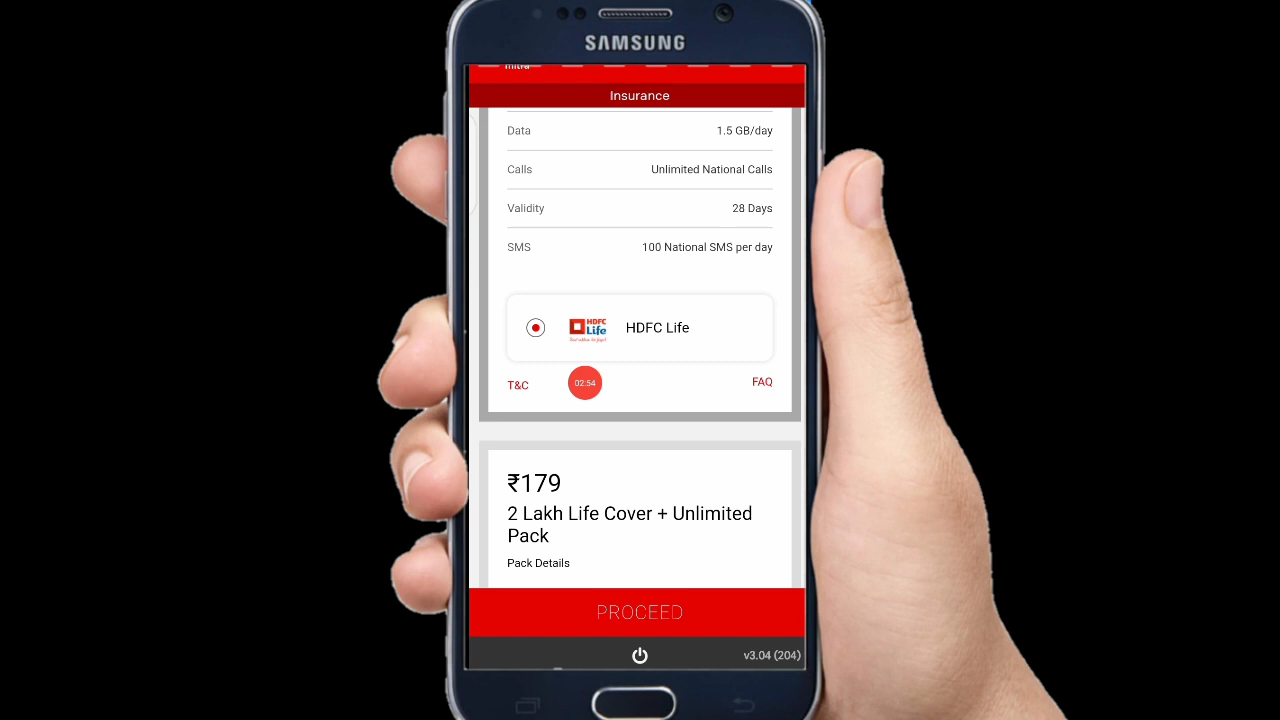 SAMSUNG
mitra
Insurance
Data 1.5 GB/day
Calls Unlimited National Calls
Validity 28 Days
SMS 100 National SMS per day
HDFC
Life
HDFC Life
T&C 02:54 FAQ
₹179
2 Lakh Life Cover + Unlimited
Pack
Pack Details
PROCEED
v3.04 (204)